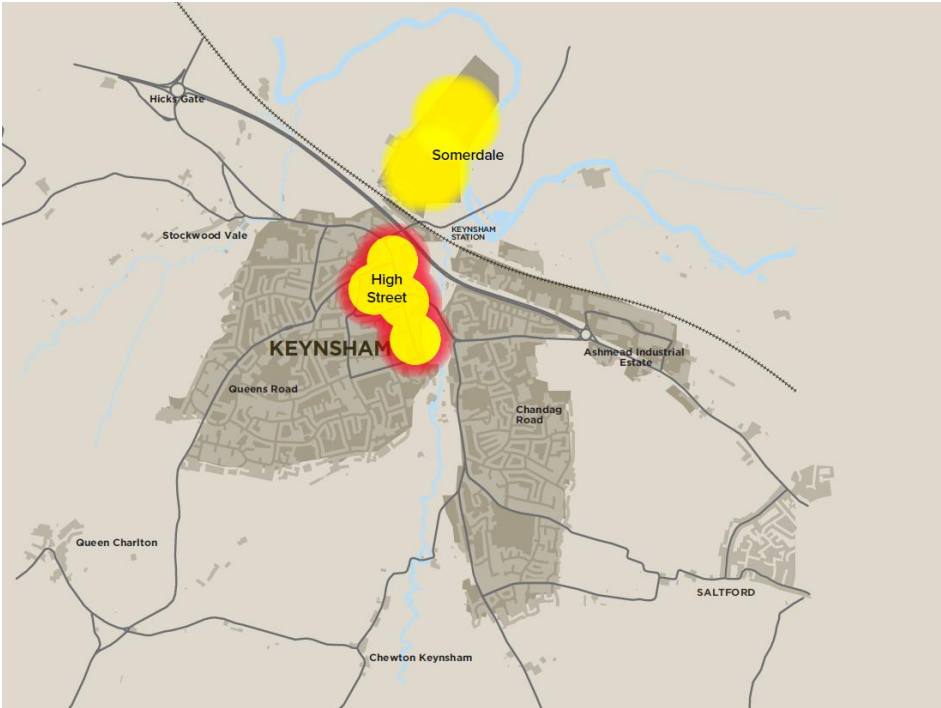 Hicks Gate
Somerdale
Stockwood Vale
KEYNSHAM
STATION
High
Street
KEYNSHAM
Ashmead Industrial
Estate
Queens Road
Chandag
Road
Queen Charlton
SALTFORD
Chewton Keynsham